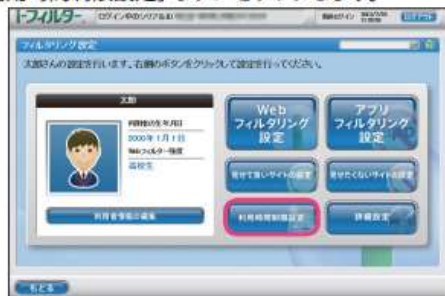 i-フィルター
ログアウト
フィルタリング設定
太郎さんの設定を行います。右側のボタンをクリックして設定を行ってください。
太郎
利用者の生年月日
2000年1月1日
Webフィルター強度
高校生
利用者情報の編集
Web
フィルタリング
設定
アプリ
フィルタリング
設定
見せて良いサイトの設定
見せたくないサイトの設定
利用時間制限設定
詳細設定
もどる